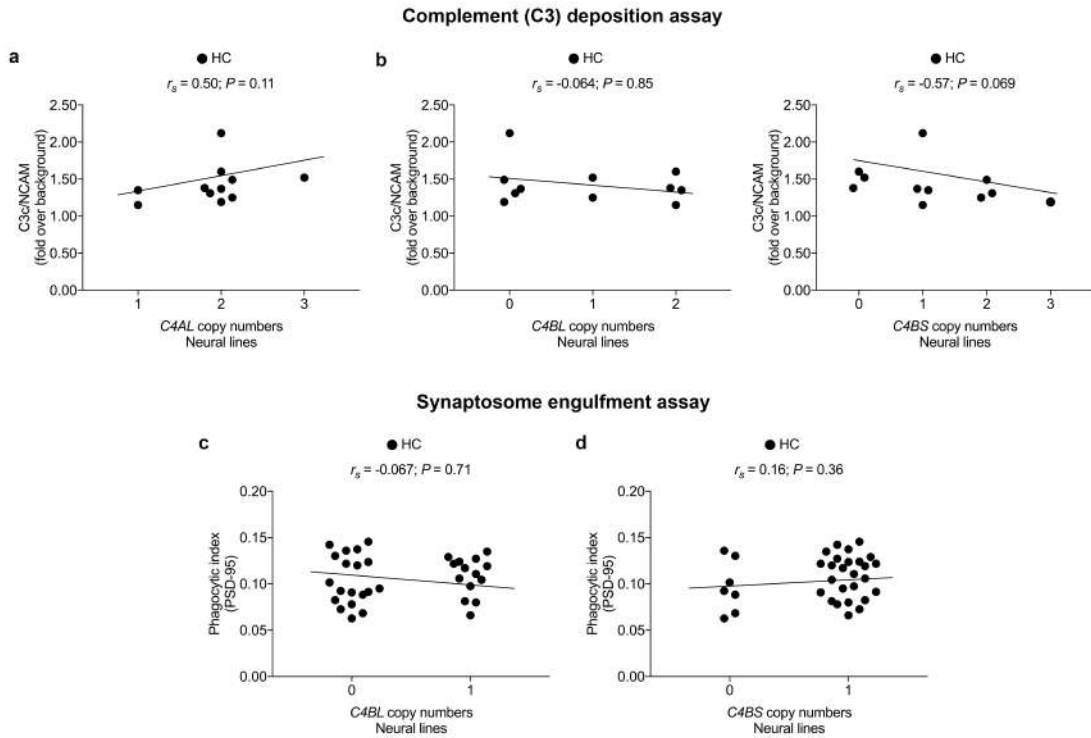 Complement (C3) deposition assay
a
HC
rs = 0.50; P = 0.11
C3c/NCAM
(fold over background)
2.50
2.00
1.50
1.00
0.50
0.00
1 2 3
C4AL copy numbers
Neural lines
b
HC
rs = -0.064; P = 0.85
C3c/NCAM
(fold over background)
2.50
2.00
1.50
1.00
0.50
0.00
0 1 2
C4BL copy numbers
Neural lines
HC
rs = -0.57; P = 0.069
C3c/NCAM
(fold over background)
2.50
2.00
1.50
1.00
0.50
0.00
0 1 2 3
C4BS copy numbers
Neural lines
Synaptosome engulfment assay
c
HC
rs = -0.067; P = 0.71
Phagocytic index
(PSD-95)
0.20
0.15
0.10
0.05
0.00
0 1
C4BL copy numbers
Neural lines
d
HC
rs = 0.16; P = 0.36
Phagocytic index
(PSD-95)
0.20
0.15
0.10
0.05
0.00
0 1
C4BS copy numbers
Neural lines